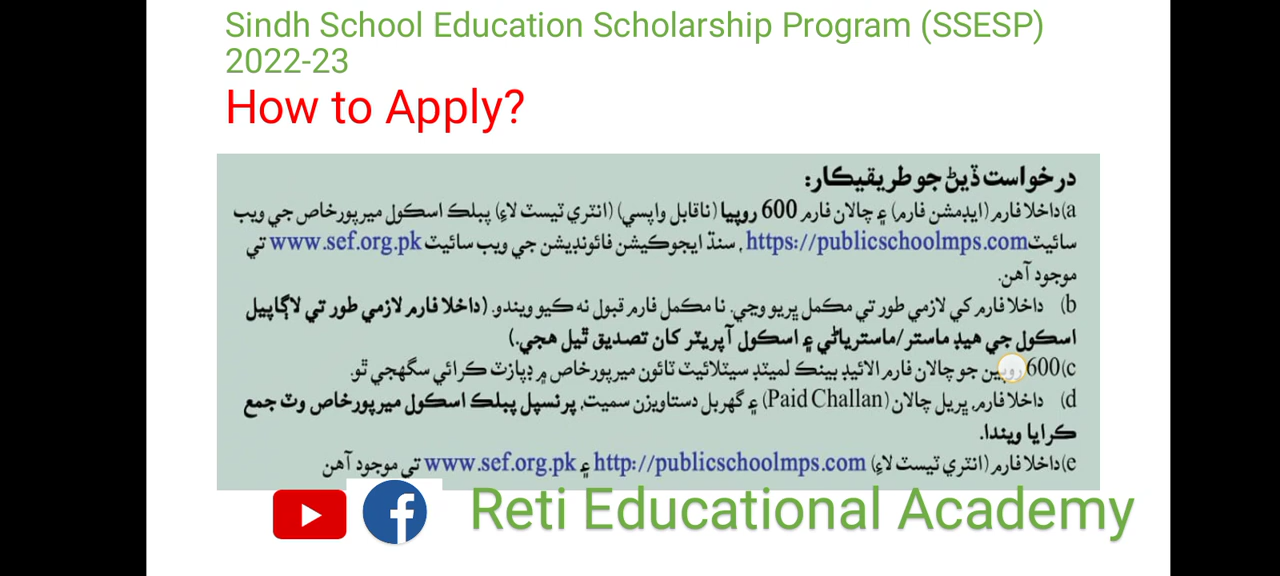 Sindh School Education Scholarship Program (SSESP)
2022-23
How to Apply?
درخواست ڏيڻ جو طريقيڪار:
a)داخلا فارم (ايڊمشن فارم) ۽ چالان فارم 600 روپيا (ناقابل واپسي) (انٽري ٽيسٽ لاءِ) پبلڪ اسڪول ميرپورخاص جي ويب
سائيٽ https://publicschoolmps.com, سنڌ ايجوڪيشن فائونڊيشن جي ويب سائيٽ www.sef.org.pk تي
موجود آهن.
b) داخلا فارم کي لازمي طور تي مڪمل ڀريو وڃي. نا مڪمل فارم قبول نه ڪيو ويندو. (داخلا فارم لازمي طور تي لاڳاپيل
اسڪول جي هيڊ ماستر/ماسترياڻي ۽ اسڪول آپريٽر کان تصديق ٿيل هجي.)
c)600 روپين جو چالان فارم الائيڊ بينڪ لميٽڊ سيٽلائيٽ ٽائون ميرپورخاص ۾ ڊپازٽ ڪرائي سگهجي ٿو.
d) داخلا فارم, ڀريل چالان (Paid Challan) ۽ گهربل دستاويزن سميت, پرنسپل پبلڪ اسڪول ميرپورخاص وٽ جمع
ڪرايا ويندا.
e)داخلا فارم (انٽري ٽيسٽ لاءِ) http://publicschoolmps.com ۽ www.sef.org.pk تي موجود آهن
Reti Educational Academy